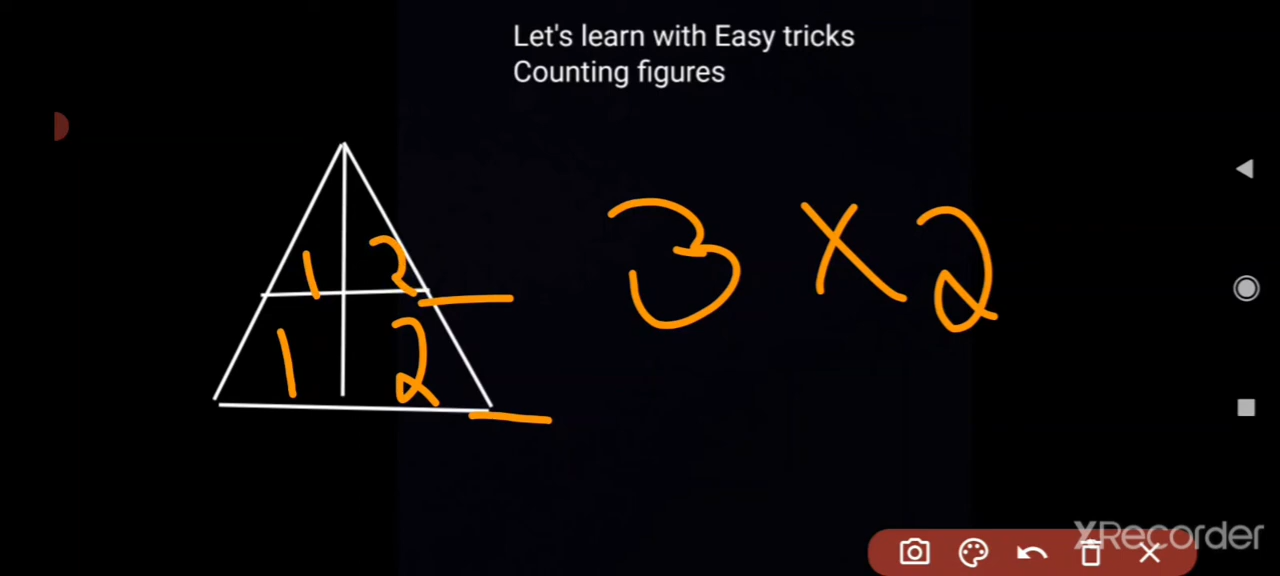 Let's learn with Easy tricks
Counting figures
1 2
1 2
3 × 2
XRecorder